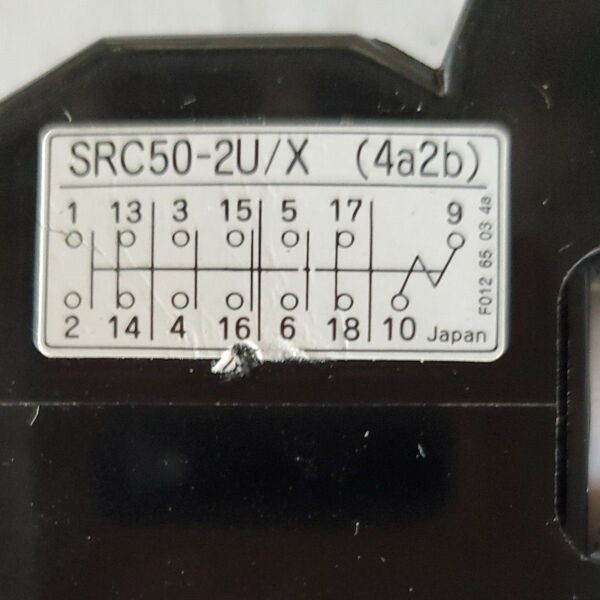 SRC50-2U/X (4a2b)
1 13 3 15 5 17 9
2 14 4 16 6 18 10 Japan
F012 65 03 4a